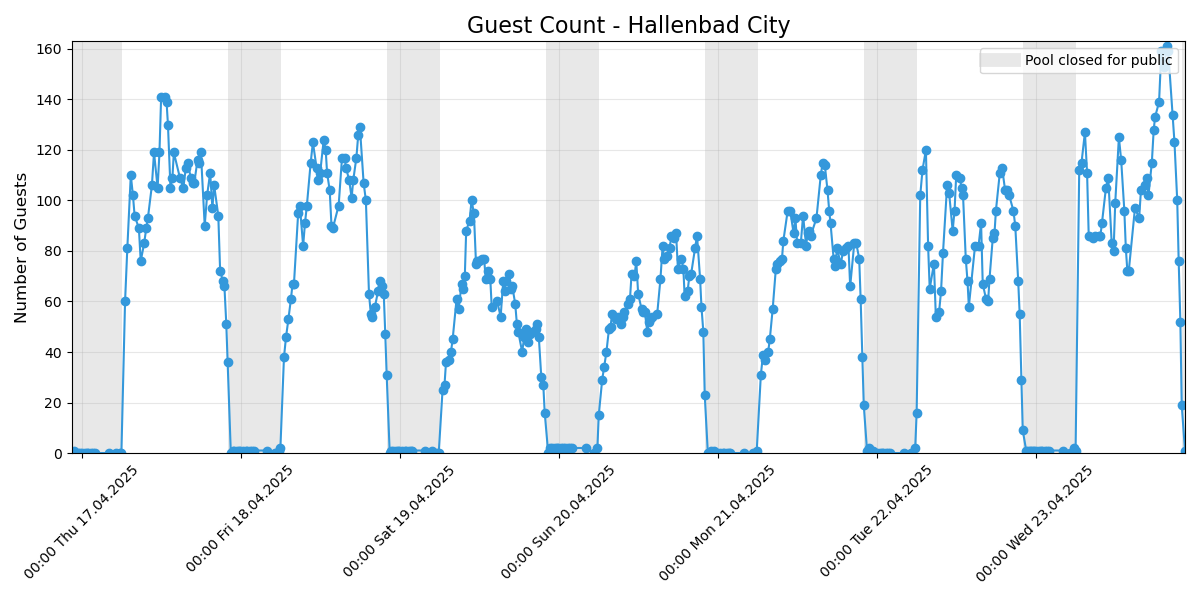 Guest Count - Hallenbad City
Pool closed for public
Number of Guests
160
140
120
100
80
60
40
20
0
00:00 Thu 17.04.2025
00:00 Fri 18.04.2025
00:00 Sat 19.04.2025
00:00 Sun 20.04.2025
00:00 Mon 21.04.2025
00:00 Tue 22.04.2025
00:00 Wed 23.04.2025